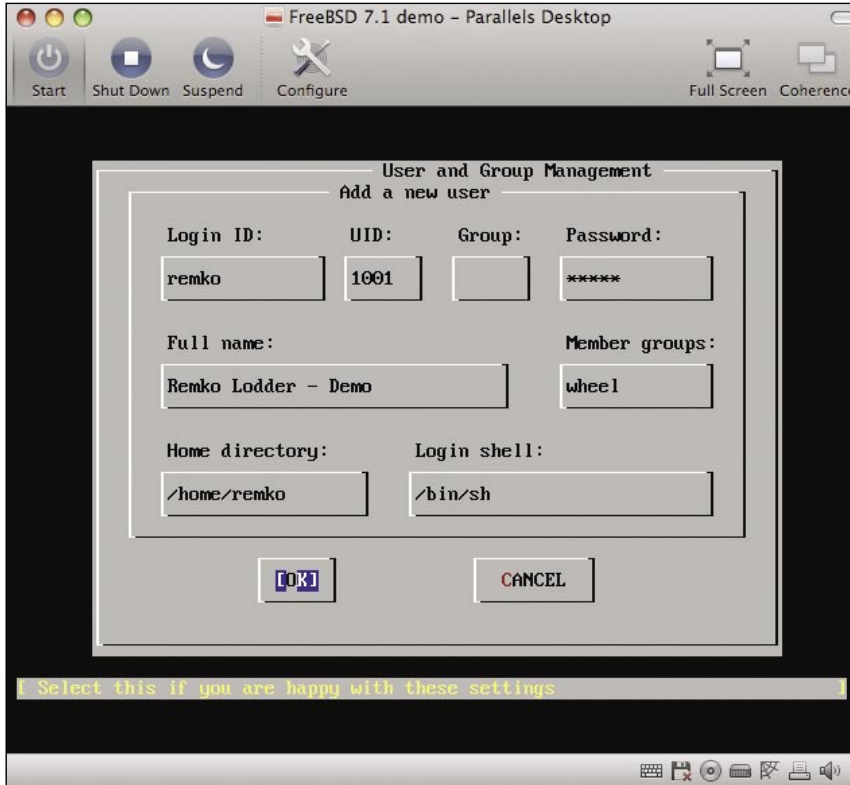 FreeBSD 7.1 demo – Parallels Desktop
Start Shut Down Suspend Configure Full Screen Coherenc
User and Group Management
Add a new user
Login ID: UID: Group: Password:
remko 1001 *****
Full name: Member groups:
Remko Lodder - Demo wheel
Home directory: Login shell:
/home/remko /bin/sh
[OK] CANCEL
[ Select this if you are happy with these settings ]